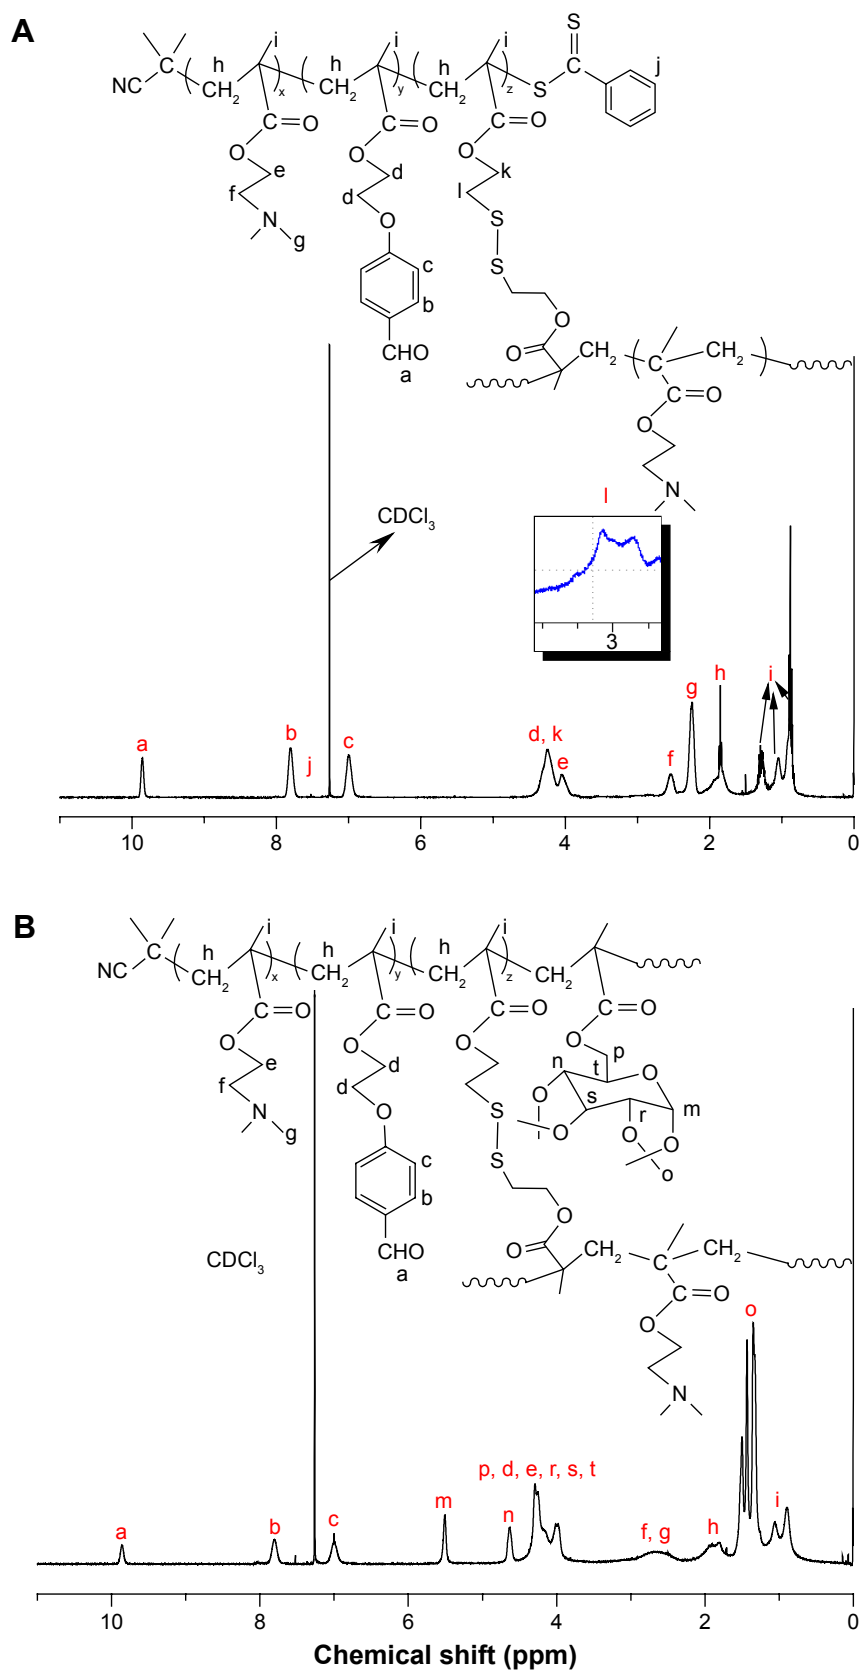 A
S
i i i
h h h C j
C
NC CH₂ x CH₂ y CH₂ z S
C=O C=O C=O
O O O
e d k
f d l
N O S
g
c S
b
O
CHO O CH₂ CH₂
a C
C=O
O
l N
CDCl₃
3
i
g h
a b j c d, k e f
10 8 6 4 2 0
B
i i i
h h h
NC C CH₂ x CH₂ y CH₂ z CH₂
C=O C=O C=O C=O
O O O O p
e d n t O
f d O s m
N O S O r O
g O o
c S
b
O
CHO O CH₂ CH₂
a C
CDCl₃ C=O
O
o
N
p, d, e, r, s, t
a b c m n f, g h i
10 8 6 4 2 0
Chemical shift (ppm)